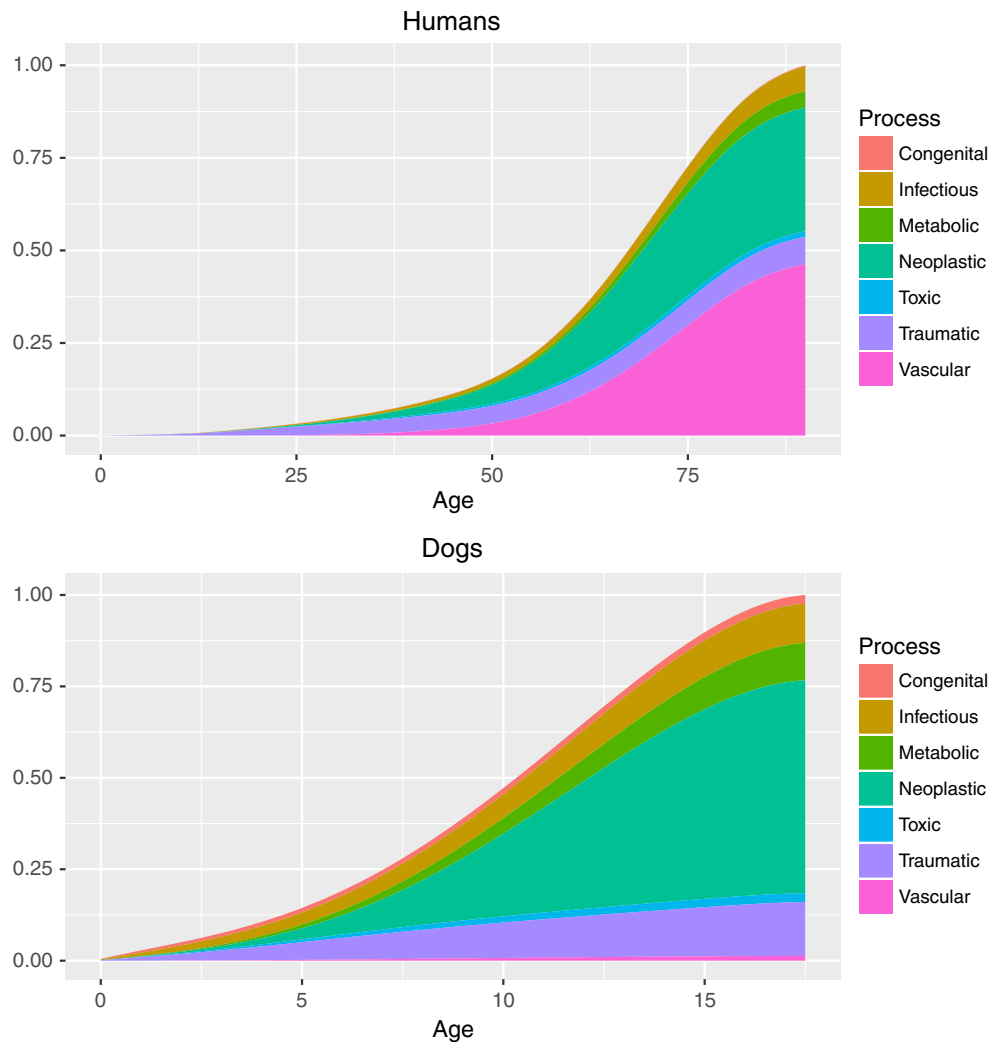 Humans
1.00
0.75
0.50
0.25
0.00
0
25
50
75
Age
Process
Congenital
Infectious
Metabolic
Neoplastic
Toxic
Traumatic
Vascular
Dogs
1.00
0.75
0.50
0.25
0.00
0
5
10
15
Age
Process
Congenital
Infectious
Metabolic
Neoplastic
Toxic
Traumatic
Vascular